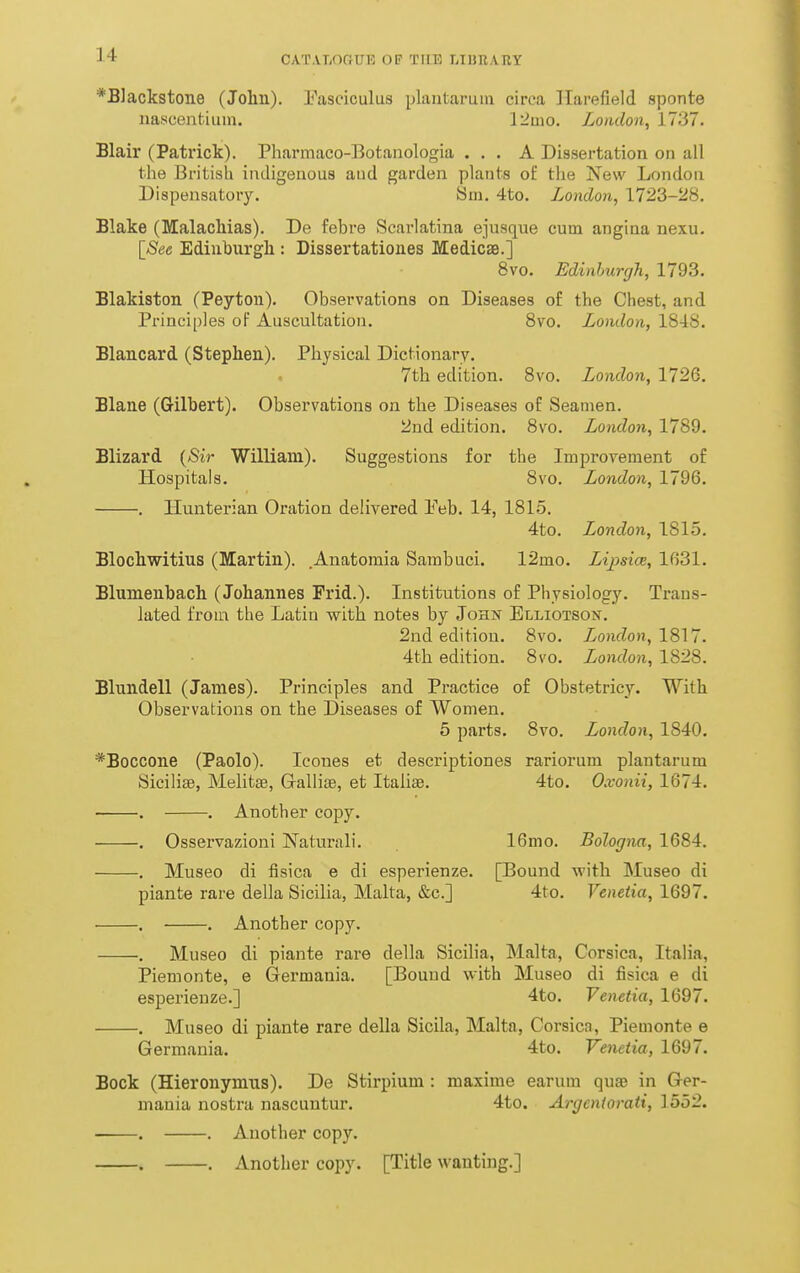 14
CATALOGUE OF THE LIBRARY
*Blackstone (John). Fasciculus plantarum circa Harefield sponte
nascentium. 12mo. London, 1737.
Blair (Patrick). Pharmaco-Botanologia . . . A Dissertation on all
the British indigenous and garden plants of the New London
Dispensatory. Sm. 4to. London, 1723-28.
Blake (Malachias). De febre Scarlatina ejusque cum angina nexu.
[See Edinburgh : Dissertationes Medicæ.]
8vo. Edinburgh, 1793.
Blakiston (Peyton). Observations on Diseases of the Chest, and
Principles of Auscultation. 8vo. London, 1848.
Blancard (Stephen). Physical Dictionary.
7th edition. 8vo. London, 1726.
Blane (Gilbert). Observations on the Diseases of Seamen.
2nd edition. 8vo. London, 1789.
Blizard (Sir William). Suggestions for the Improvement of
Hospitals. 8vo. London, 1796.
——. Hunterian Oration delivered Feb. 14, 1815.
4to. London, 1815.
Blochwitius (Martin). Anatomia Sambuci. 12mo. Lipsiæ, 1631.
Blumenbach (Johannes Frid.). Institutions of Physiology. Trans-
lated from the Latin with notes by John Elliotson.
2nd edition. 8vo. London, 1817.
4th edition. 8vo. London, 1828.
Blundell (James). Principles and Practice of Obstetricy. With
Observations on the Diseases of Women.
5 parts. 8vo. London, 1840.
*Boccone (Paolo). Icones et descriptiones rariorum plantarum
Siciliæ, Melitæ, Galliæ, et Italiæ. 4to. Oxonii, 1674.
——. ——. Another copy.
——. Osservazioni Naturali. 16mo. Bologna, 1684.
——. Museo di fisica e di esperienze. [Bound with Museo di
piante rare della Sicilia, Malta, &c.] 4to. Venetia, 1697.
——. ——. Another copy.
——. Museo di piante rare della Sicilia, Malta, Corsica, Italia,
Piemonte, e Germania. [Bound with Museo di fisica e di
esperienze.] 4to. Venetia, 1697.
——. Museo di piante rare della Sicila, Malta, Corsica, Piemonte e
Germania. 4to. Venetia, 1697.
Bock (Hieronymus). De Stirpium : maxime earum quæ in Ger-
mania nostra nascuntur. 4to. Argentorati, 1552.
——. ——. Another copy.
——. ——. Another copy. [Title wanting.]